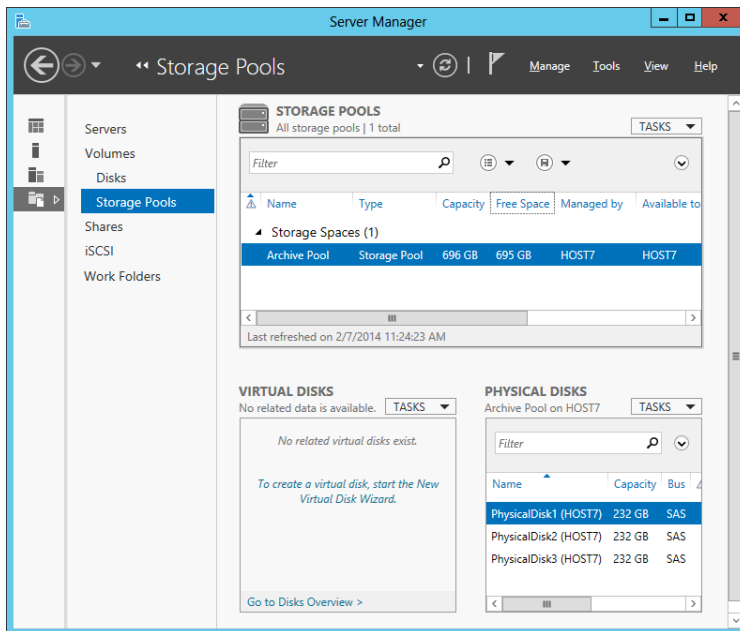 Server Manager
Storage Pools
Manage Tools View Help
Servers
Volumes
Disks
Storage Pools
Shares
iSCSI
Work Folders
STORAGE POOLS
All storage pools | 1 total
TASKS
Filter
Name Type Capacity Free Space Managed by Available to
Storage Spaces (1)
Archive Pool Storage Pool 696 GB 695 GB HOST7 HOST7
Last refreshed on 2/7/2014 11:24:23 AM
VIRTUAL DISKS
No related data is available. TASKS
No related virtual disks exist.
To create a virtual disk, start the New
Virtual Disk Wizard.
Go to Disks Overview >
PHYSICAL DISKS
Archive Pool on HOST7 TASKS
Filter
Name Capacity Bus
PhysicalDisk1 (HOST7) 232 GB SAS
PhysicalDisk2 (HOST7) 232 GB SAS
PhysicalDisk3 (HOST7) 232 GB SAS